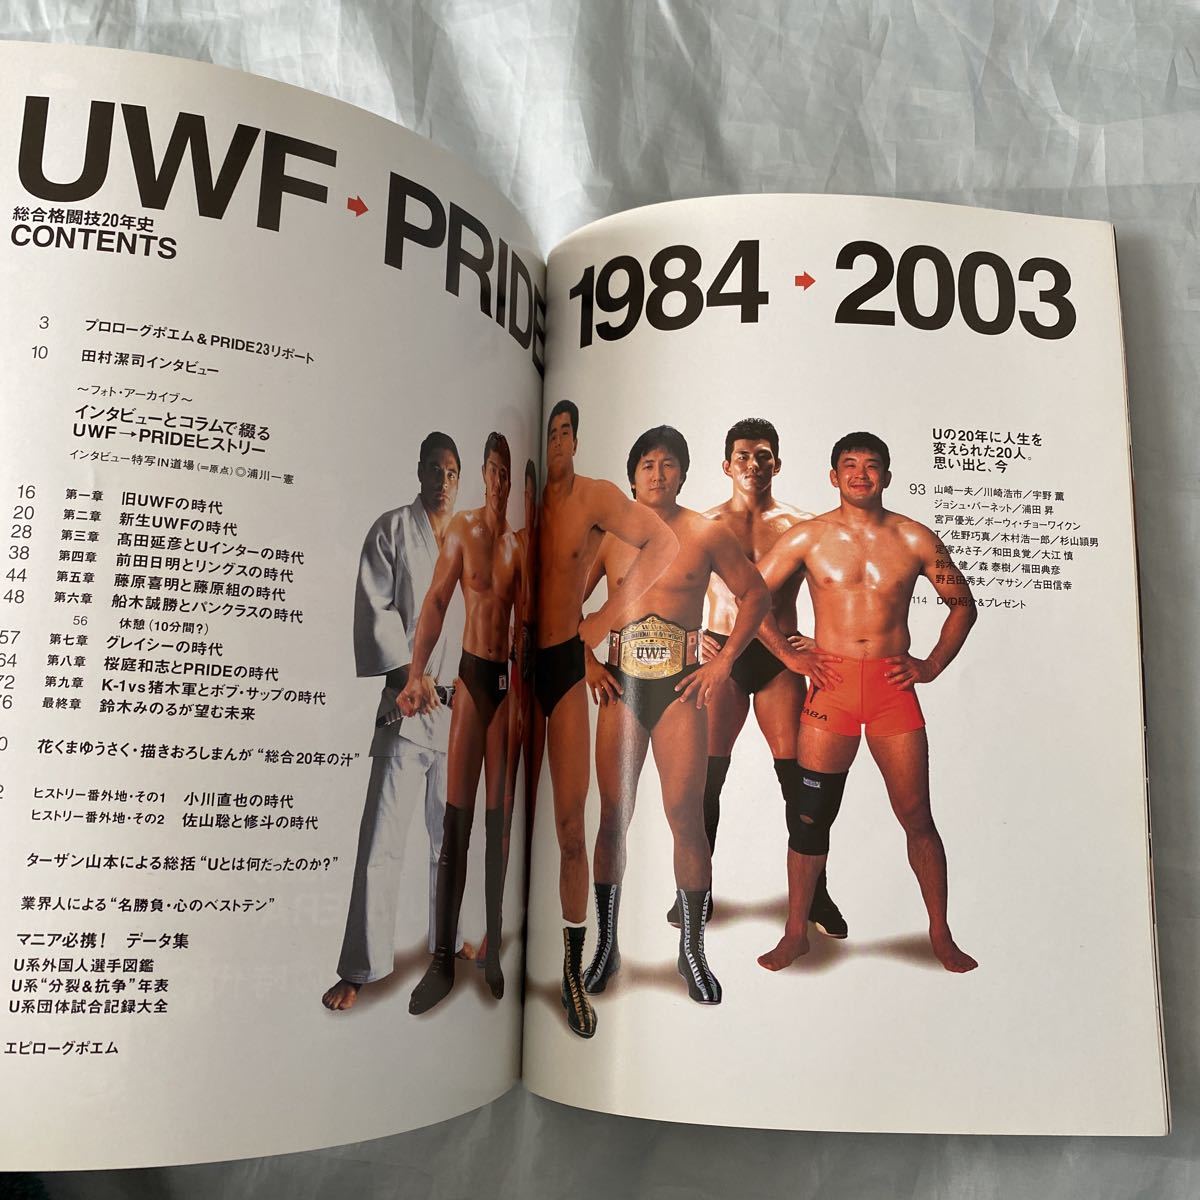 UWF→PRIDE
総合格闘技20年史
CONTENTS
3 プロローグポエム&PRIDE23リポート
10 田村潔司インタビュー
〜フォト・アーカイブ〜
インタビューとコラムで綴る
UWF→PRIDEヒストリー
インタビュー特写IN道場(=原点)◎浦川一憲
16 第一章 旧UWFの時代
20 第二章 新生UWFの時代
28 第三章 髙田延彦とUインターの時代
38 第四章 前田日明とリングスの時代
44 第五章 藤原喜明と藤原組の時代
48 第六章 船木誠勝とパンクラスの時代
56 休憩(10分間?)
57 第七章 グレイシーの時代
64 第八章 桜庭和志とPRIDEの時代
72 第九章 K-1vs猪木軍とボブ・サップの時代
76 最終章 鈴木みのるが望む未来
0 花くまゆうさく・描きおろしまんが“総合20年の汁”
2 ヒストリー番外地・その1 小川直也の時代
ヒストリー番外地・その2 佐山聡と修斗の時代
ターザン山本による総括“Uとは何だったのか?”
業界人による“名勝負・心のベストテン”
マニア必携! データ集
U系外国人選手図鑑
U系“分裂&抗争”年表
U系団体試合記録大全
エピローグポエム
1984→2003
Uの20年に人生を
変えられた20人。
思い出と、今
93 山崎一夫/川崎浩市/宇野 薫
ジョシュ・バーネット/浦田 昇
宮戸優光/ボーウィ・チョーワイクン
T/佐野巧真/木村浩一郎/杉山頴男
定家みさ子/和田良覚/大江 慎
鈴木 健/森 泰樹/福田典彦
野呂田秀夫/マサシ/古田信幸
114 DVD紹介&プレゼント
UWF
ABA